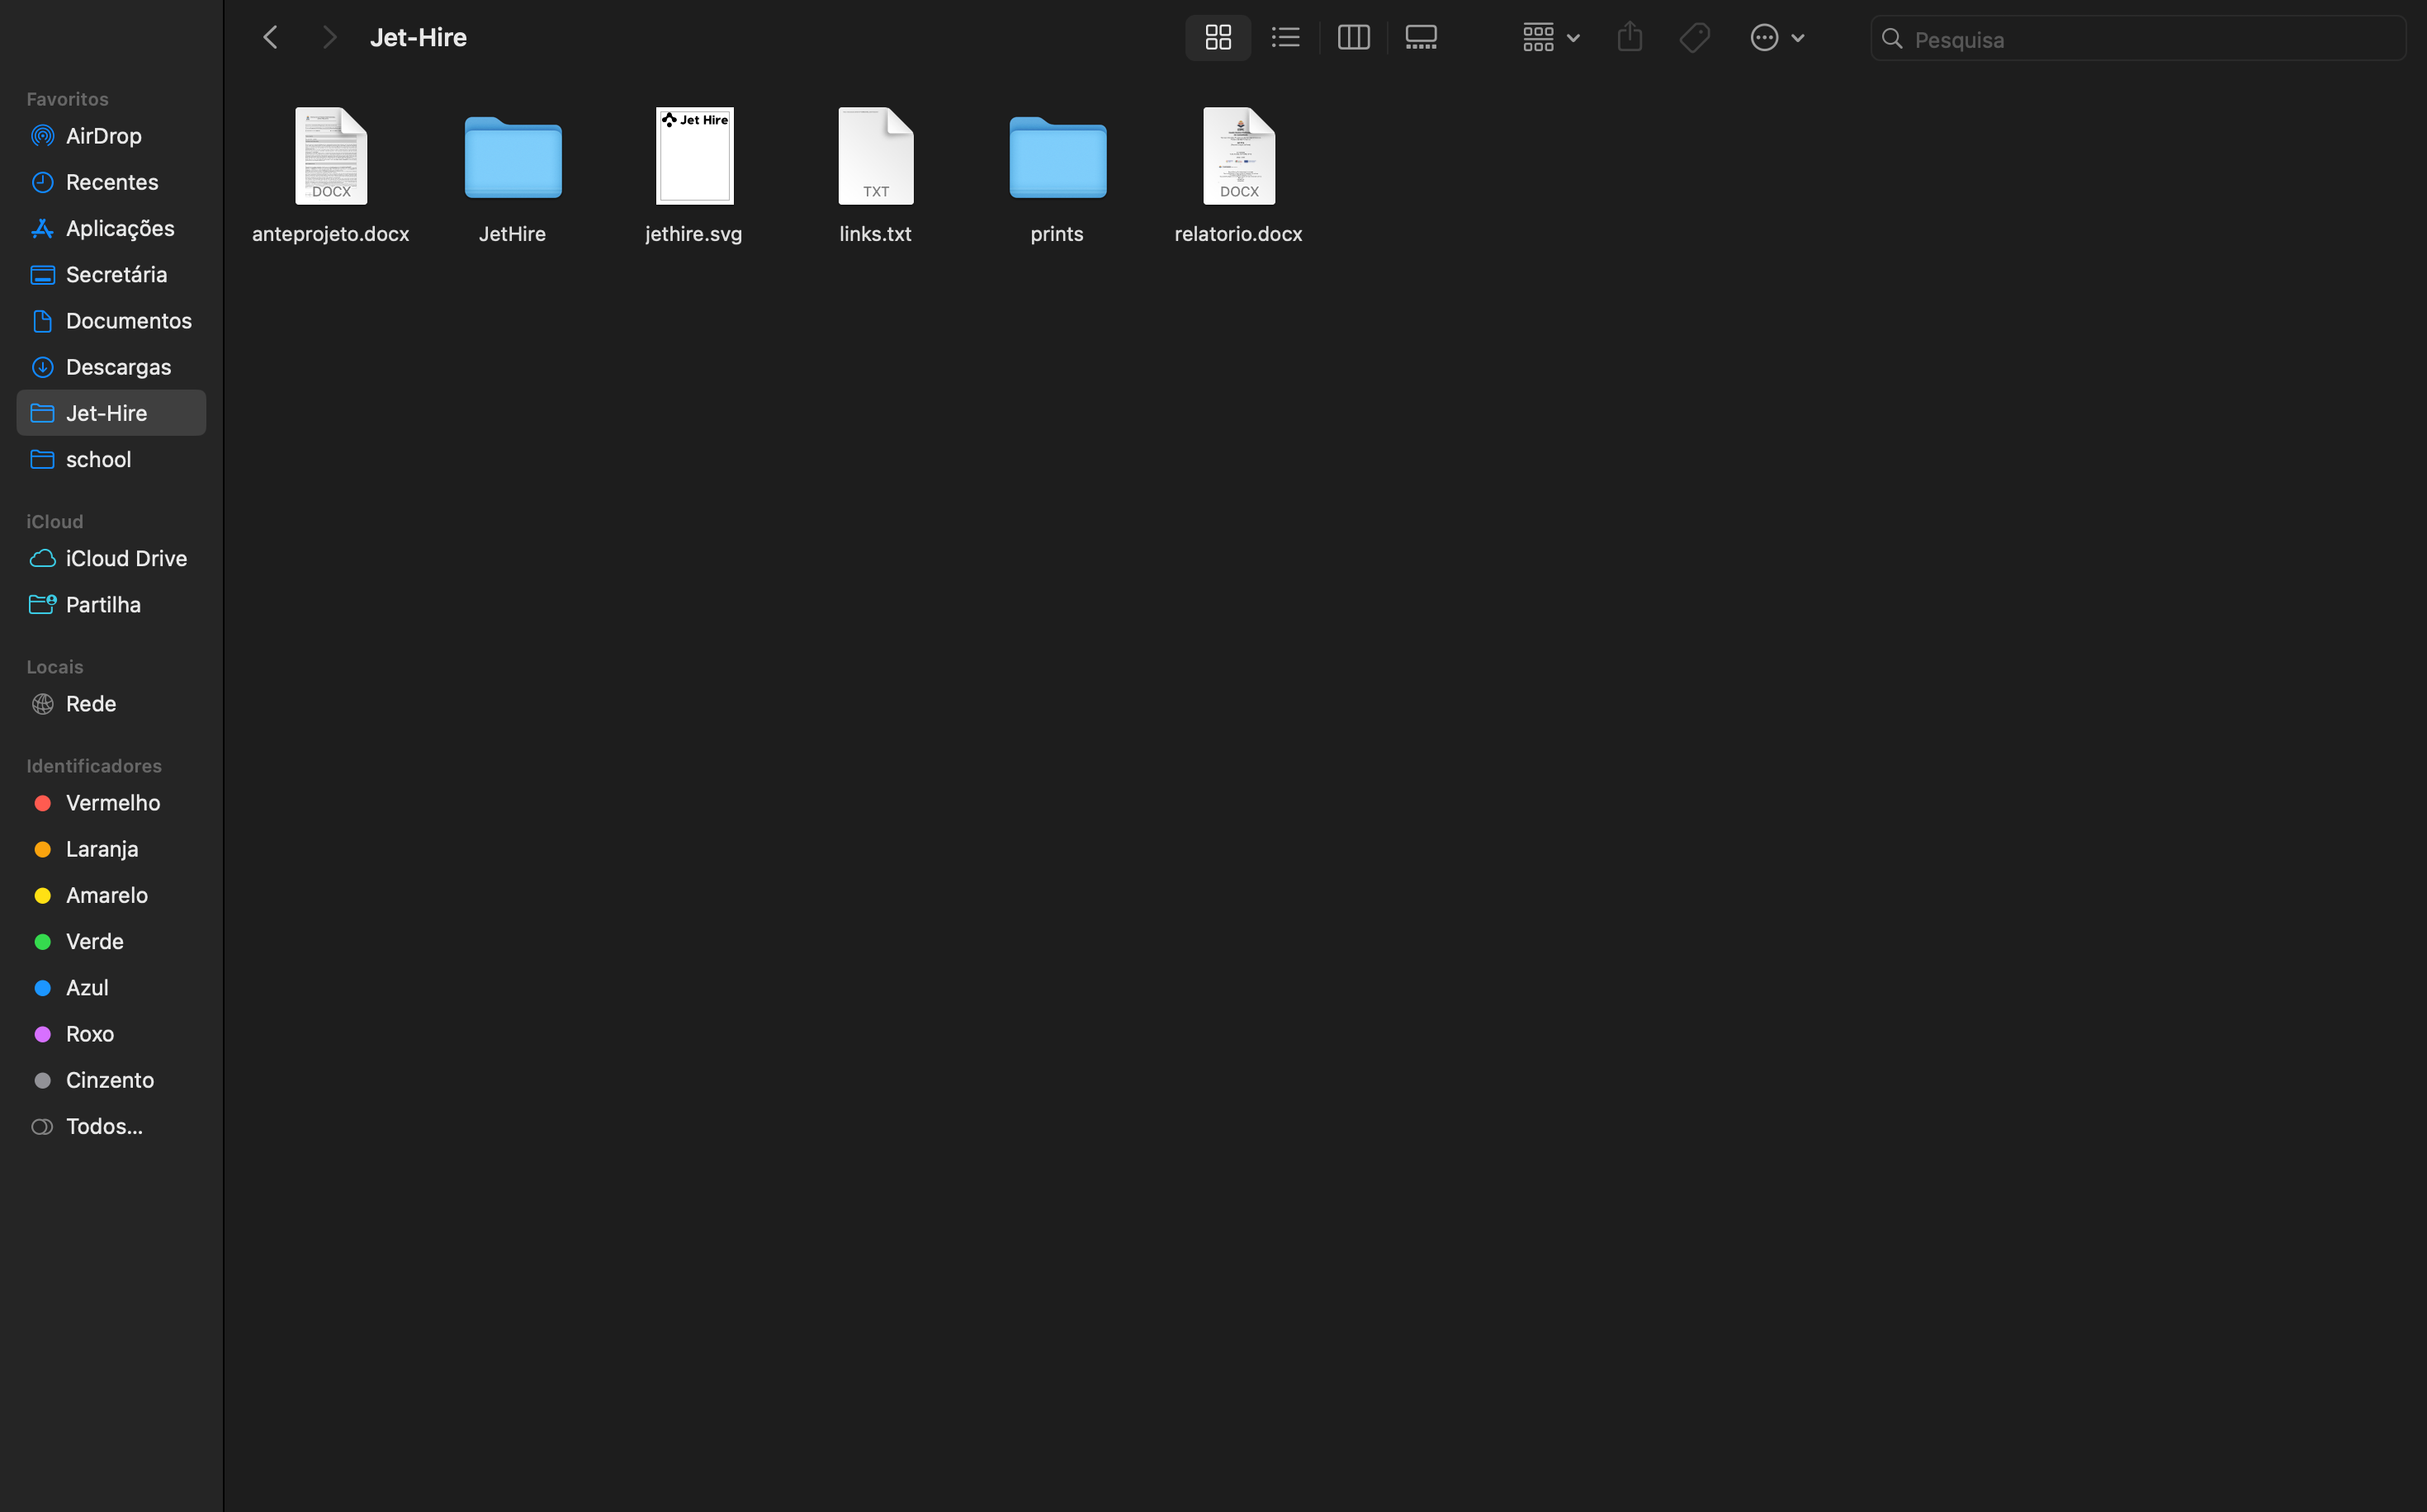 Jet-Hire
Pesquisa
Favoritos
AirDrop
Recentes
Aplicações
Secretária
Documentos
Descargas
Jet-Hire
school
iCloud
iCloud Drive
Partilha
Locais
Rede
Identificadores
Vermelho
Laranja
Amarelo
Verde
Azul
Roxo
Cinzento
Todos...
DOCX
anteprojeto.docx
JetHire
Jet Hire
jethire.svg
TXT
links.txt
prints
DOCX
relatorio.docx